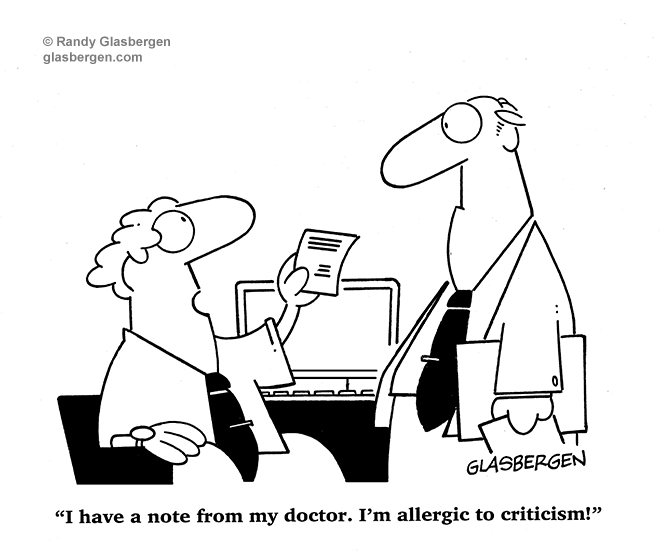 © Randy Glasbergen
glasbergen.com
GLASBERGEN
“I have a note from my doctor. I’m allergic to criticism!”